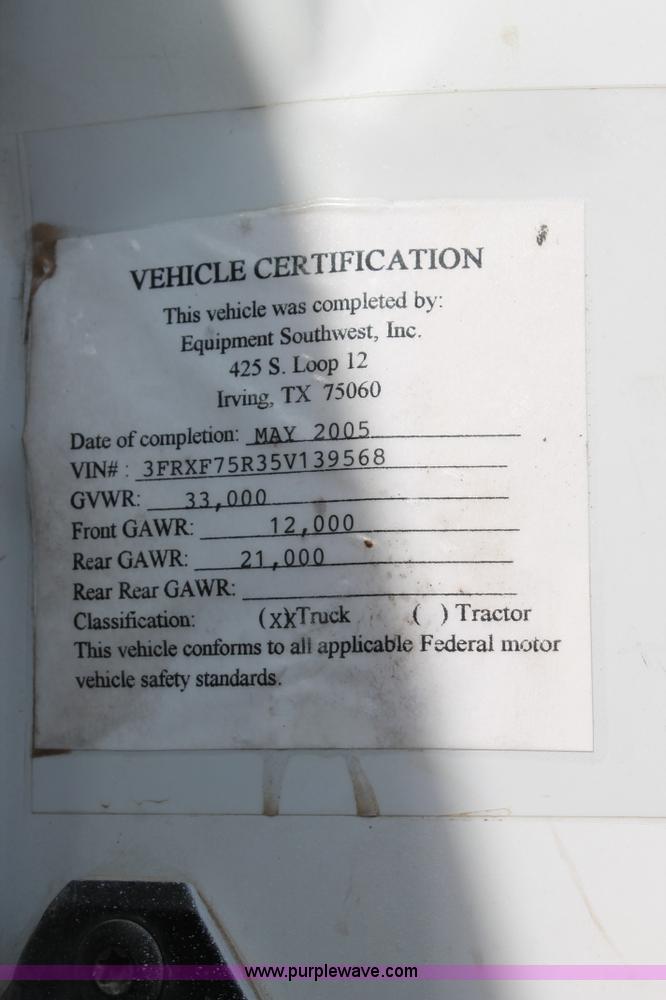 VEHICLE CERTIFICATION
This vehicle was completed by:
Equipment Southwest, Inc.
425 S. Loop 12
Irving, TX 75060
Date of completion: MAY 2005
VIN# : 3FRXF75R35V139568
GVWR: 33,000
Front GAWR: 12,000
Rear GAWR: 21,000
Rear Rear GAWR:
Classification: (xx) Truck ( ) Tractor
This vehicle conforms to all applicable Federal motor
vehicle safety standards.
www.purplewave.com